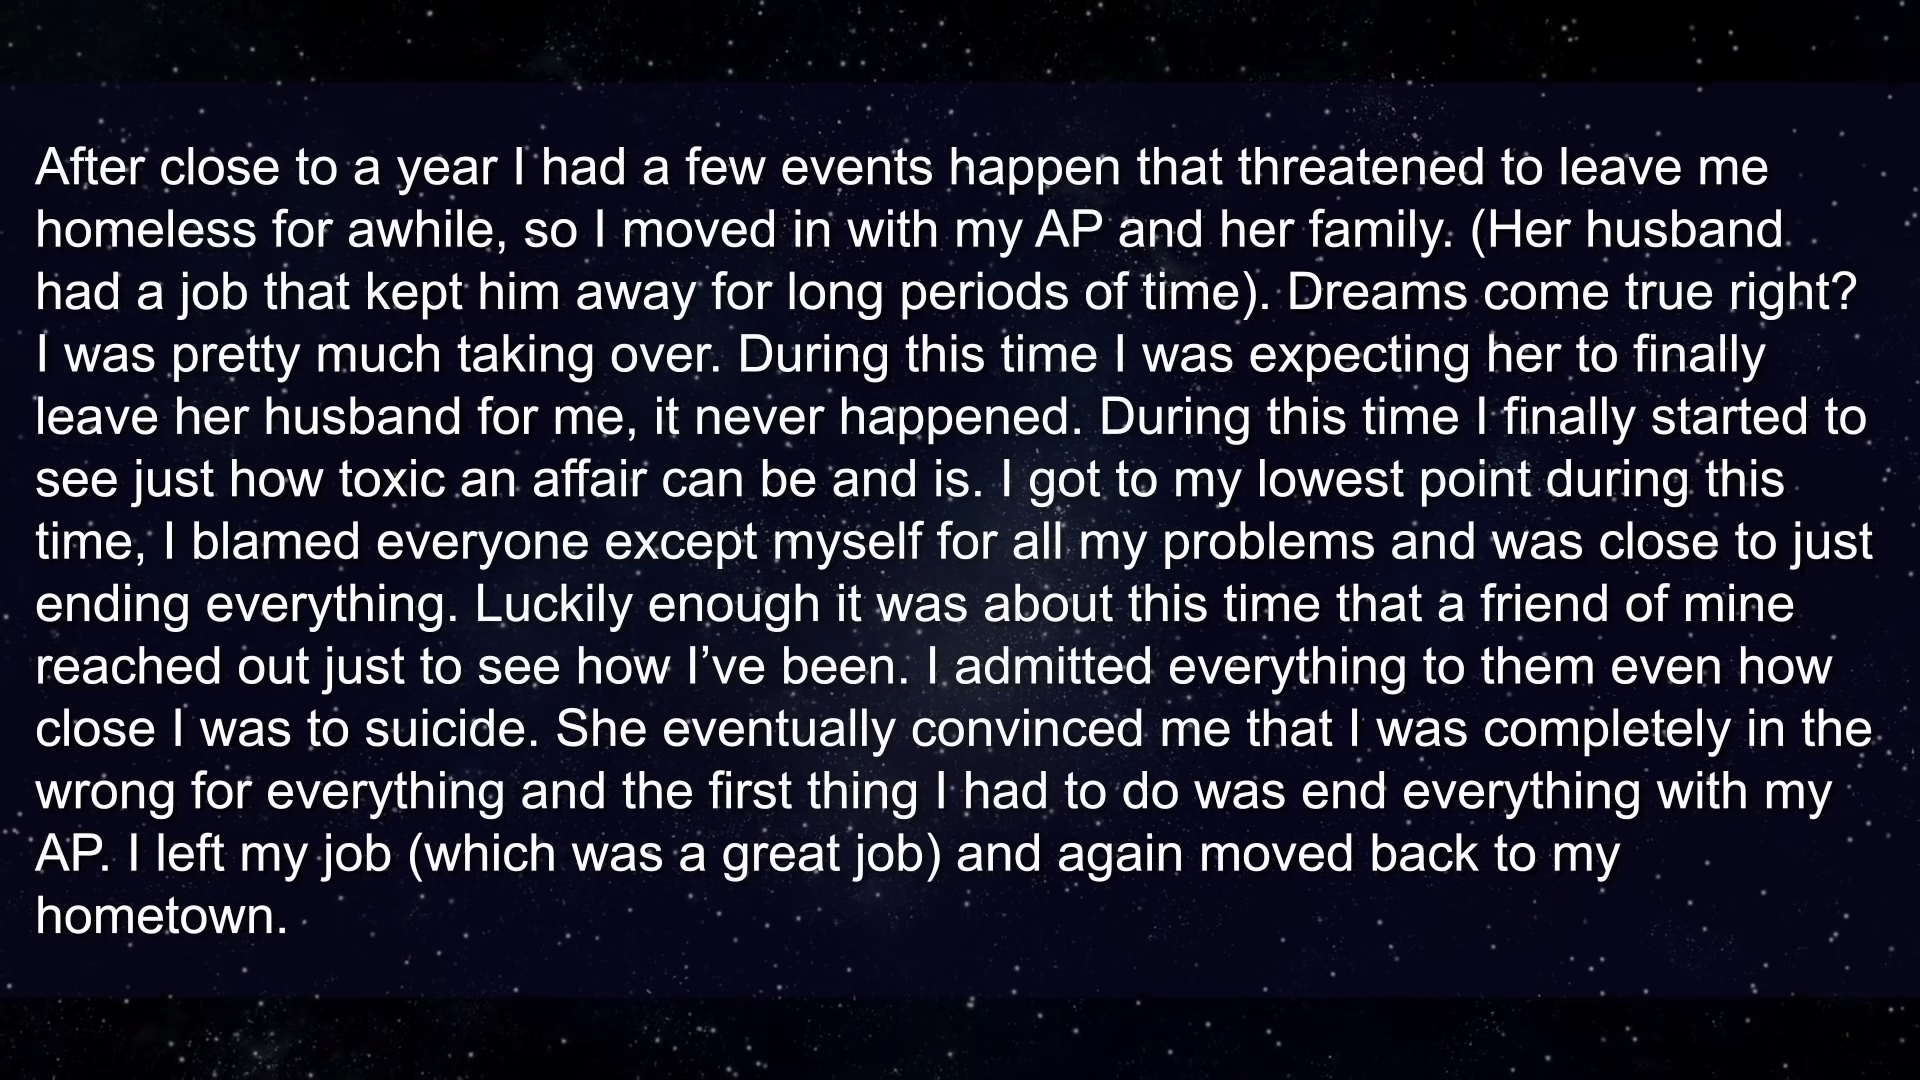 After close to a year I had a few events happen that threatened to leave me
homeless for awhile, so I moved in with my AP and her family. (Her husband
had a job that kept him away for long periods of time). Dreams come true right?
I was pretty much taking over. During this time I was expecting her to finally
leave her husband for me, it never happened. During this time I finally started to
see just how toxic an affair can be and is. I got to my lowest point during this
time, I blamed everyone except myself for all my problems and was close to just
ending everything. Luckily enough it was about this time that a friend of mine
reached out just to see how I’ve been. I admitted everything to them even how
close I was to suicide. She eventually convinced me that I was completely in the
wrong for everything and the first thing I had to do was end everything with my
AP. I left my job (which was a great job) and again moved back to my
hometown.